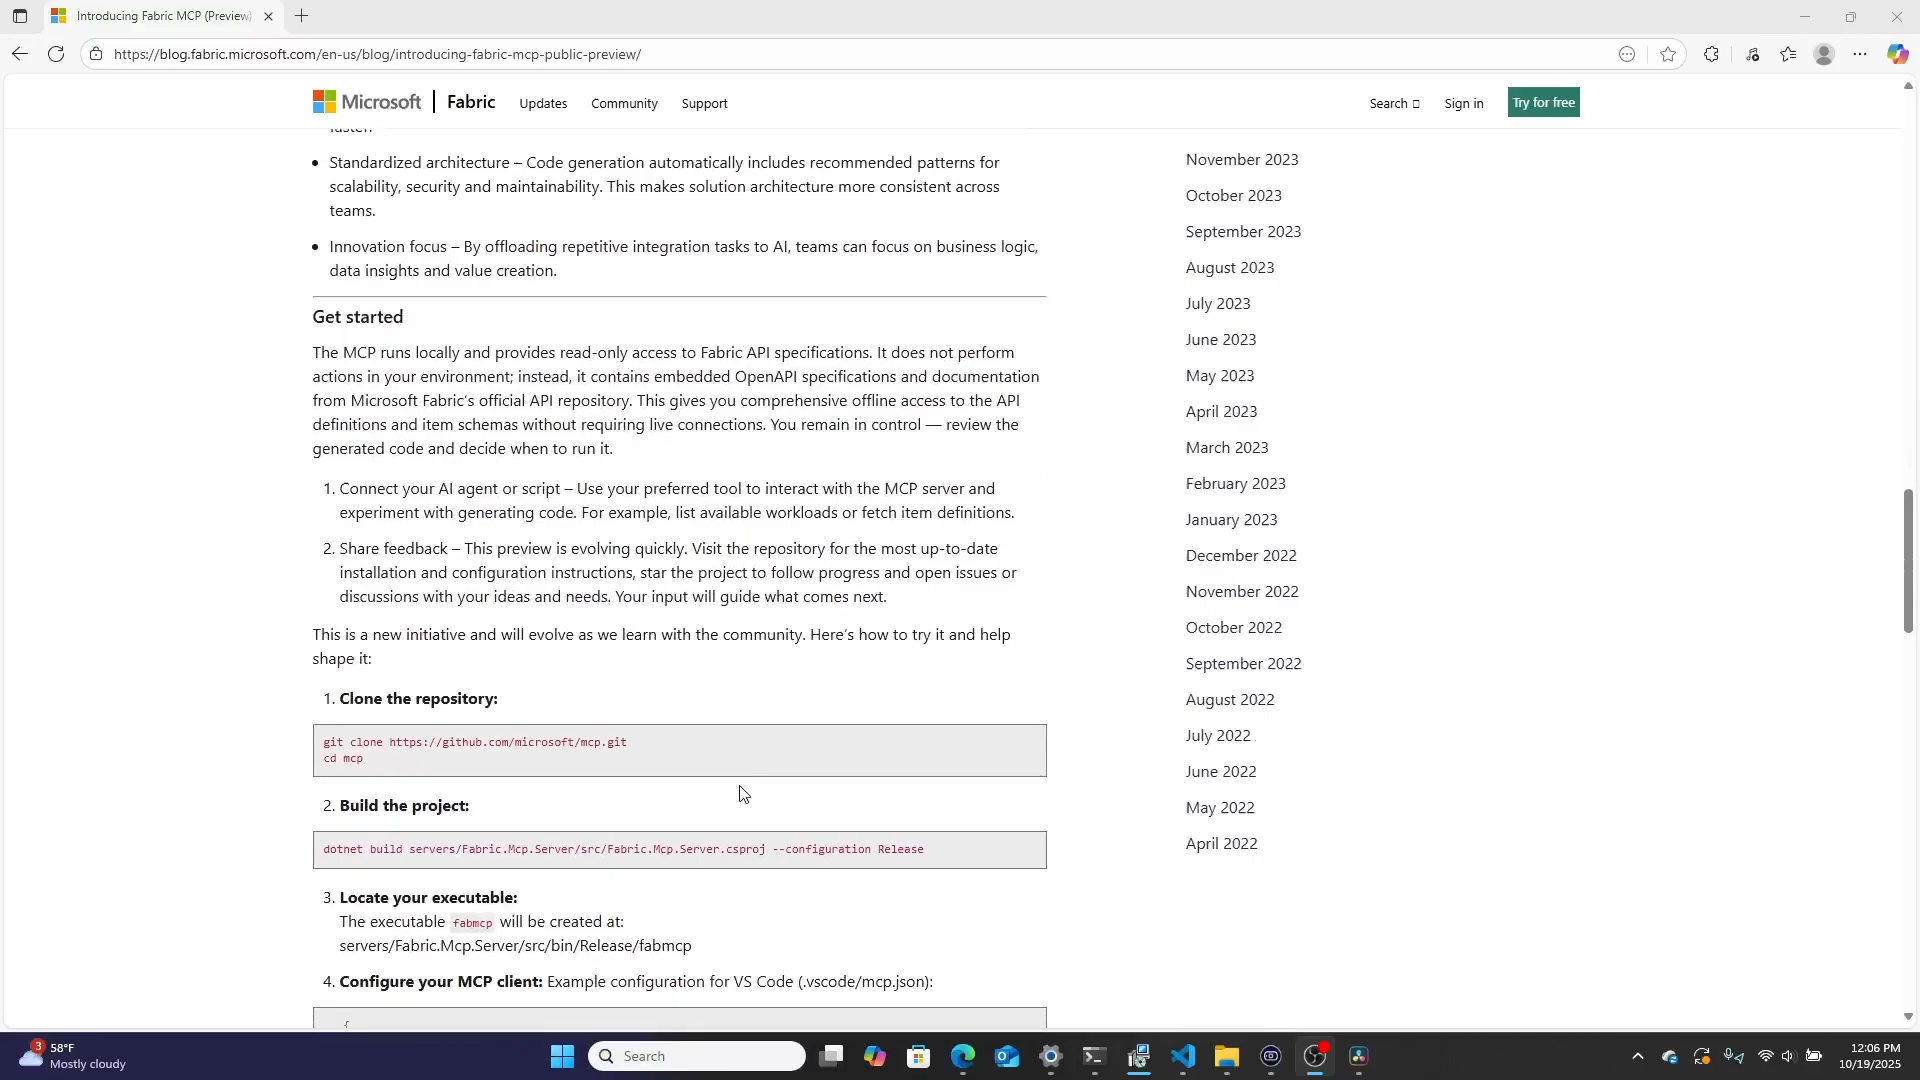 Introducing Fabric MCP (Preview)
https://blog.fabric.microsoft.com/en-us/blog/introducing-fabric-mcp-public-preview/
Microsoft
Fabric
Updates
Community
Support
Search
Sign in
Try for free
faster.
Standardized architecture – Code generation automatically includes recommended patterns for
scalability, security and maintainability. This makes solution architecture more consistent across
teams.
Innovation focus – By offloading repetitive integration tasks to AI, teams can focus on business logic,
data insights and value creation.
Get started
The MCP runs locally and provides read-only access to Fabric API specifications. It does not perform
actions in your environment; instead, it contains embedded OpenAPI specifications and documentation
from Microsoft Fabric's official API repository. This gives you comprehensive offline access to the API
definitions and item schemas without requiring live connections. You remain in control — review the
generated code and decide when to run it.
1. Connect your AI agent or script – Use your preferred tool to interact with the MCP server and
experiment with generating code. For example, list available workloads or fetch item definitions.
2. Share feedback – This preview is evolving quickly. Visit the repository for the most up-to-date
installation and configuration instructions, star the project to follow progress and open issues or
discussions with your ideas and needs. Your input will guide what comes next.
This is a new initiative and will evolve as we learn with the community. Here's how to try it and help
shape it:
1. Clone the repository:
git clone https://github.com/microsoft/mcp.git
cd mcp
2. Build the project:
dotnet build servers/Fabric.Mcp.Server/src/Fabric.Mcp.Server.csproj --configuration Release
3. Locate your executable:
The executable fabmcp will be created at:
servers/Fabric.Mcp.Server/src/bin/Release/fabmcp
4. Configure your MCP client: Example configuration for VS Code (.vscode/mcp.json):
{
November 2023
October 2023
September 2023
August 2023
July 2023
June 2023
May 2023
April 2023
March 2023
February 2023
January 2023
December 2022
November 2022
October 2022
September 2022
August 2022
July 2022
June 2022
May 2022
April 2022
3
58°F
Mostly cloudy
Search
12:06 PM
10/19/2025